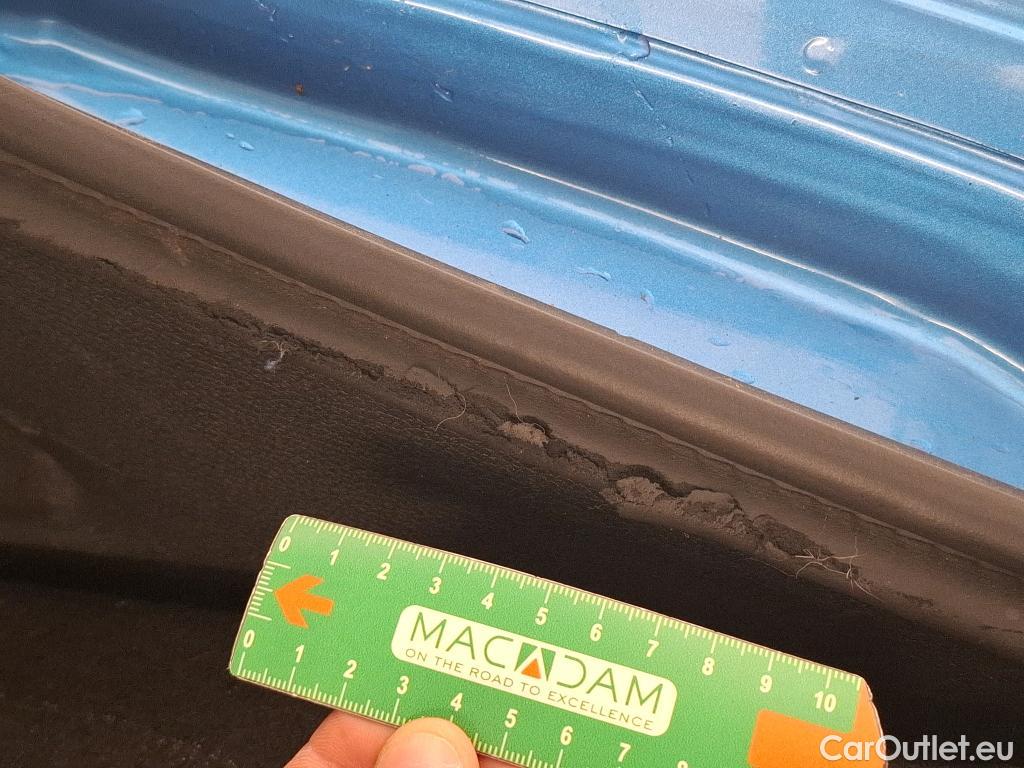 0 1 2 3 4 5 6 7 8 9 10
MACADAM
ON THE ROAD TO EXCELLENCE
0 1 2 3 4 5 6 7
CarOutlet.eu